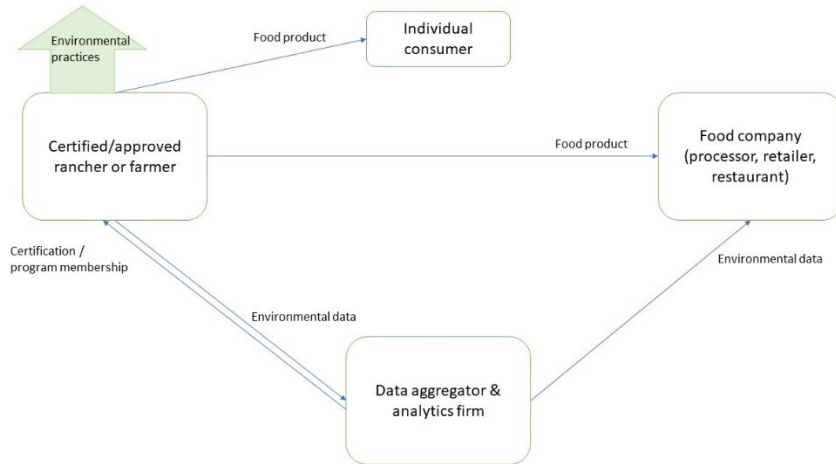 Environmental
practices
Food product
Individual
consumer
Certified/approved
rancher or farmer
Food product
Food company
(processor, retailer,
restaurant)
Certification /
program membership
Environmental data
Environmental data
Data aggregator &
analytics firm